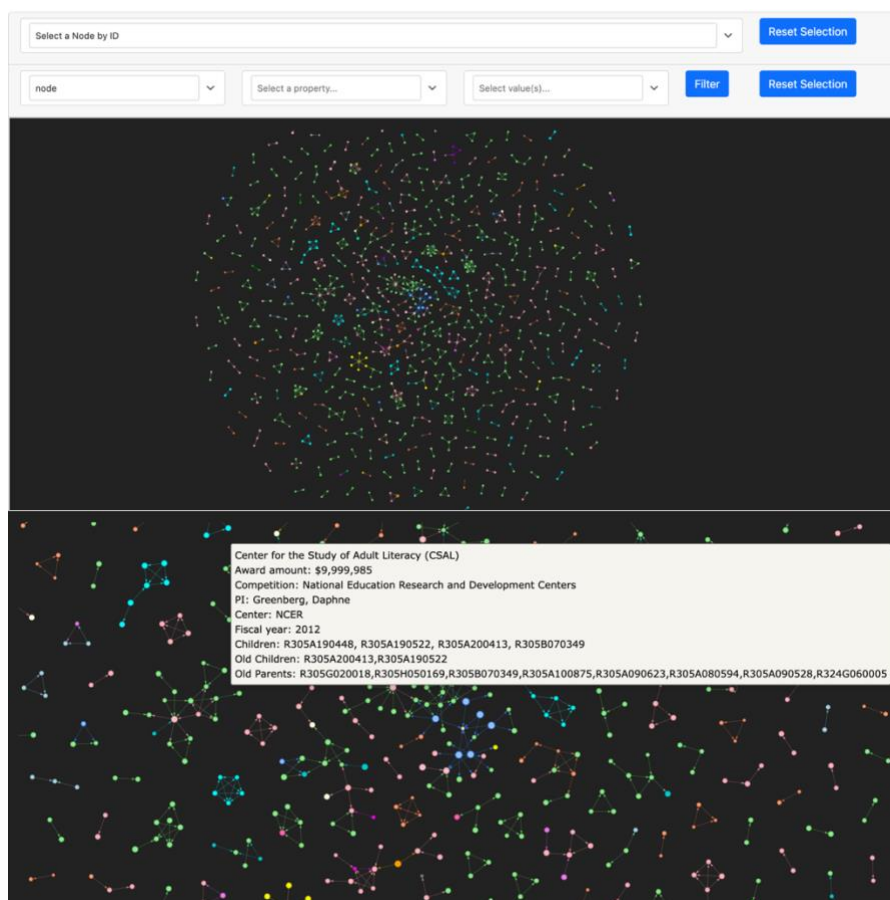 Select a Node by ID
Reset Selection
node
Select a property...
Select value(s)...
Filter
Reset Selection
Center for the Study of Adult Literacy (CSAL)
Award amount: $9,999,985
Competition: National Education Research and Development Centers
PI: Greenberg, Daphne
Center: NCER
Fiscal year: 2012
Children: R305A190448, R305A190522, R305A200413, R305B070349
Old Children: R305A200413,R305A190522
Old Parents: R305G020018,R305H050169,R305B070349,R305A100875,R305A090623,R305A080594,R305A090528,R324G060005